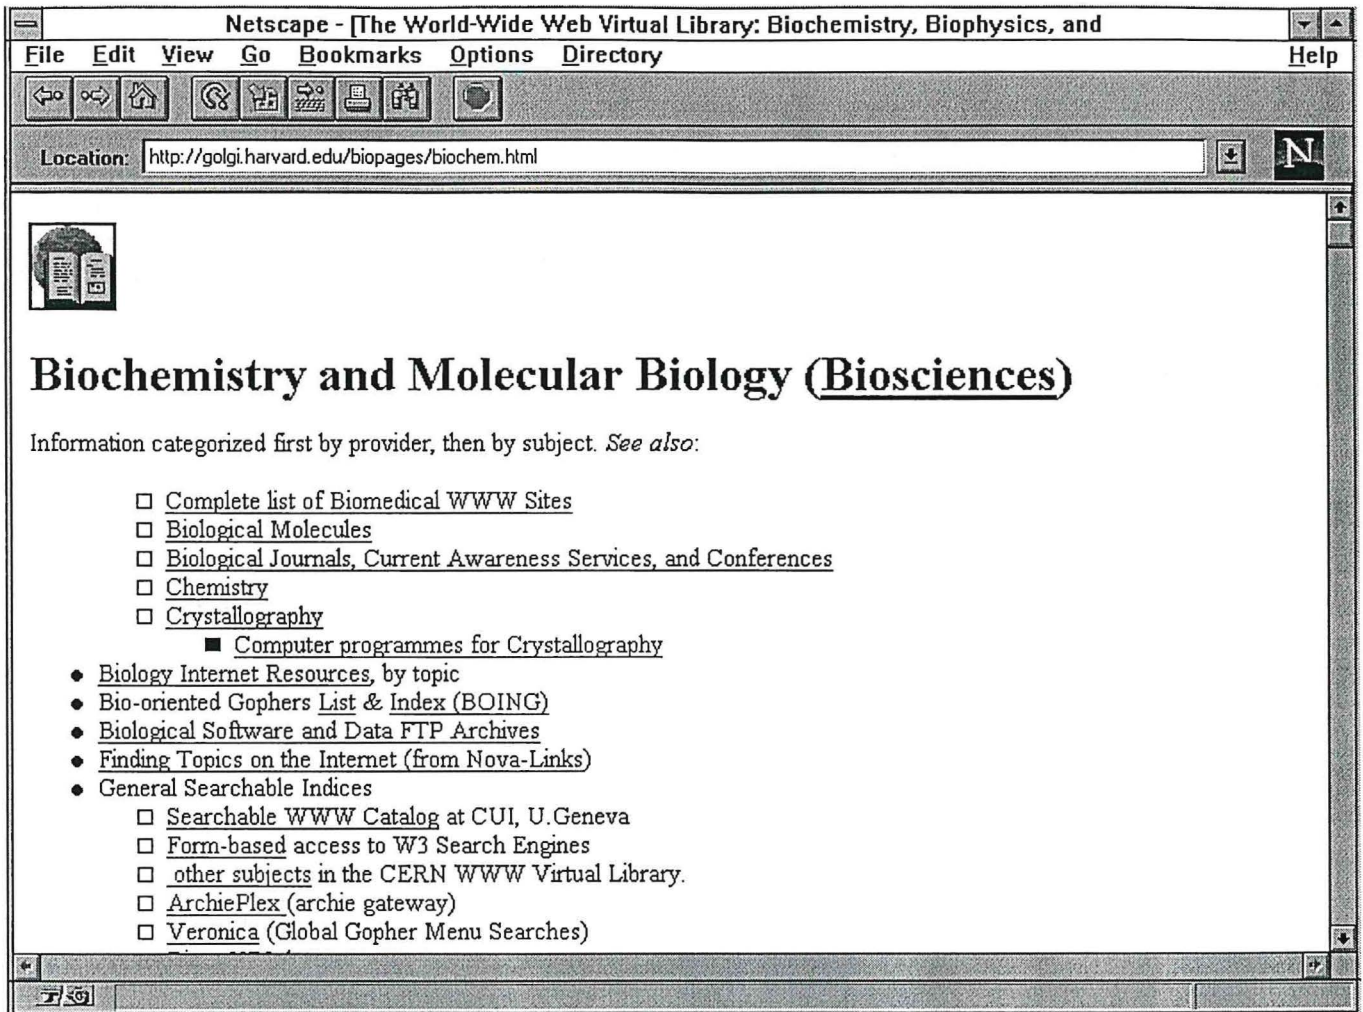 Netscape - [The World-Wide Web Virtual Library: Biochemistry, Biophysics, and
File Edit View Go Bookmarks Options Directory Help
Location: http://golgi.harvard.edu/biopages/biochem.html
N
Biochemistry and Molecular Biology (Biosciences)
Information categorized first by provider, then by subject. See also:
Complete list of Biomedical WWW Sites
Biological Molecules
Biological Journals, Current Awareness Services, and Conferences
Chemistry
Crystallography
Computer programmes for Crystallography
Biology Internet Resources, by topic
Bio-oriented Gophers List & Index (BOING)
Biological Software and Data FTP Archives
Finding Topics on the Internet (from Nova-Links)
General Searchable Indices
Searchable WWW Catalog at CUI, U.Geneva
Form-based access to W3 Search Engines
other subjects in the CERN WWW Virtual Library.
ArchiePlex (archie gateway)
Veronica (Global Gopher Menu Searches)